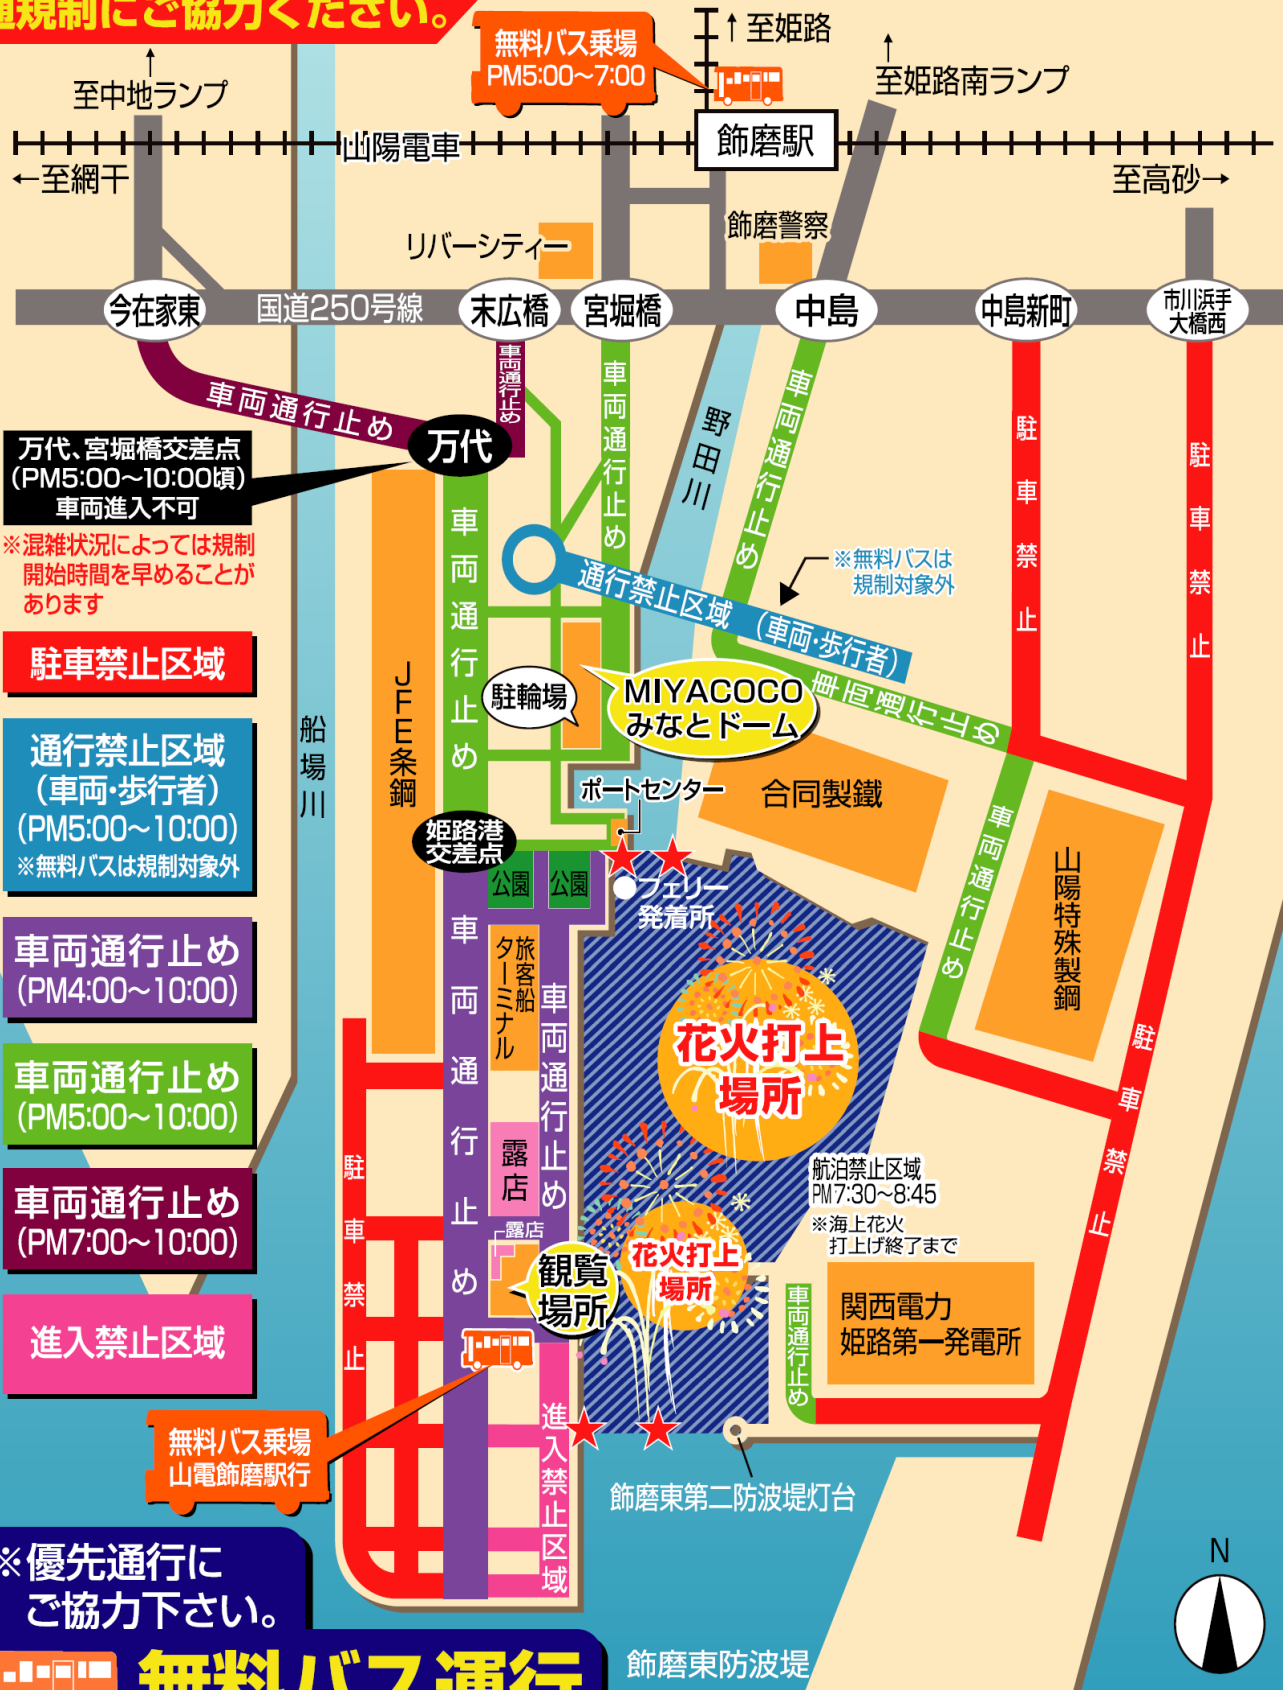 通規制にご協力ください。
無料バス乗場
PM5:00〜7:00
↑至姫路
↑
至姫路南ランプ
↑
至中地ランプ
山陽電車
飾磨駅
←至網干
至高砂→
リバーシティー
飾磨警察
今在家東
国道250号線
末広橋
宮堀橋
中島
中島新町
市川浜手
大橋西
車両通行止め
車両通行止め
車両通行止め
車両通行止め
駐車禁止
駐車禁止
野田川
万代
万代、宮堀橋交差点
(PM5:00〜10:00頃)
車両進入不可
※混雑状況によっては規制
開始時間を早めることが
あります
駐車禁止区域
通行禁止区域
(車両・歩行者)
(PM5:00〜10:00)
※無料バスは規制対象外
車両通行止め
(PM4:00〜10:00)
車両通行止め
(PM5:00〜10:00)
車両通行止め
(PM7:00〜10:00)
進入禁止区域
船場川
JFE条鋼
車両通行止め
通行禁止区域 (車両・歩行者)
※無料バスは
規制対象外
駐輪場
MIYACOCO
みなとドーム
車両通行止め
ポートセンター
合同製鐵
車両通行止め
山陽特殊製鋼
姫路港
交差点
公園
公園
フェリー
発着所
車両通行止め
旅客船
ターミナル
車両通行止め
花火打上
場所
露店
露店
観覧
場所
花火打上
場所
航泊禁止区域
PM7:30〜8:45
※海上花火
打上げ終了まで
駐車禁止
駐車禁止
車両通行止め
関西電力
姫路第一発電所
無料バス乗場
山電飾磨駅行
進入禁止区域
飾磨東第二防波堤灯台
※優先通行に
ご協力下さい。
無料バス運行
飾磨東防波堤
N